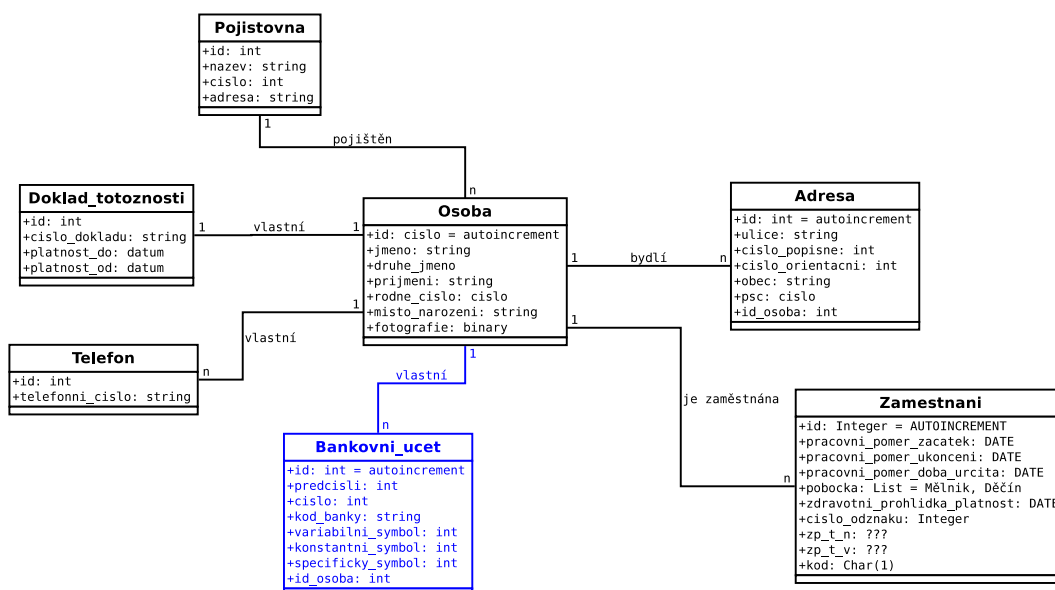 Pojistovna
+id: int
+nazev: string
+cislo: int
+adresa: string
1
pojištěn
n
Doklad_totoznosti
+id: int
+cislo_dokladu: string
+platnost_do: datum
+platnost_od: datum
1
vlastní
1
Osoba
+id: cislo = autoincrement
+jmeno: string
+druhe_jmeno
+prijmeni: string
+rodne_cislo: cislo
+misto_narozeni: string
+fotografie: binary
1
bydlí
n
Adresa
+id: int = autoincrement
+ulice: string
+cislo_popisne: int
+cislo_orientacni: int
+obec: string
+psc: cislo
+id_osoba: int
1
vlastní
n
Telefon
+id: int
+telefonni_cislo: string
1
vlastní
n
Bankovni_ucet
+id: int = autoincrement
+predcisli: int
+cislo: int
+kod_banky: string
+variabilni_symbol: int
+konstantni_symbol: int
+specificky_symbol: int
+id_osoba: int
1
je zaměstnána
n
Zamestnani
+id: Integer = AUTOINCREMENT
+pracovni_pomer_zacatek: DATE
+pracovni_pomer_ukonceni: DATE
+pracovni_pomer_doba_urcita: DATE
+pobocka: List = Mělnik, Děčín
+zdravotni_prohlidka_platnost: DATE
+cislo_odznaku: Integer
+zp_t_n: ???
+zp_t_v: ???
+kod: Char(1)